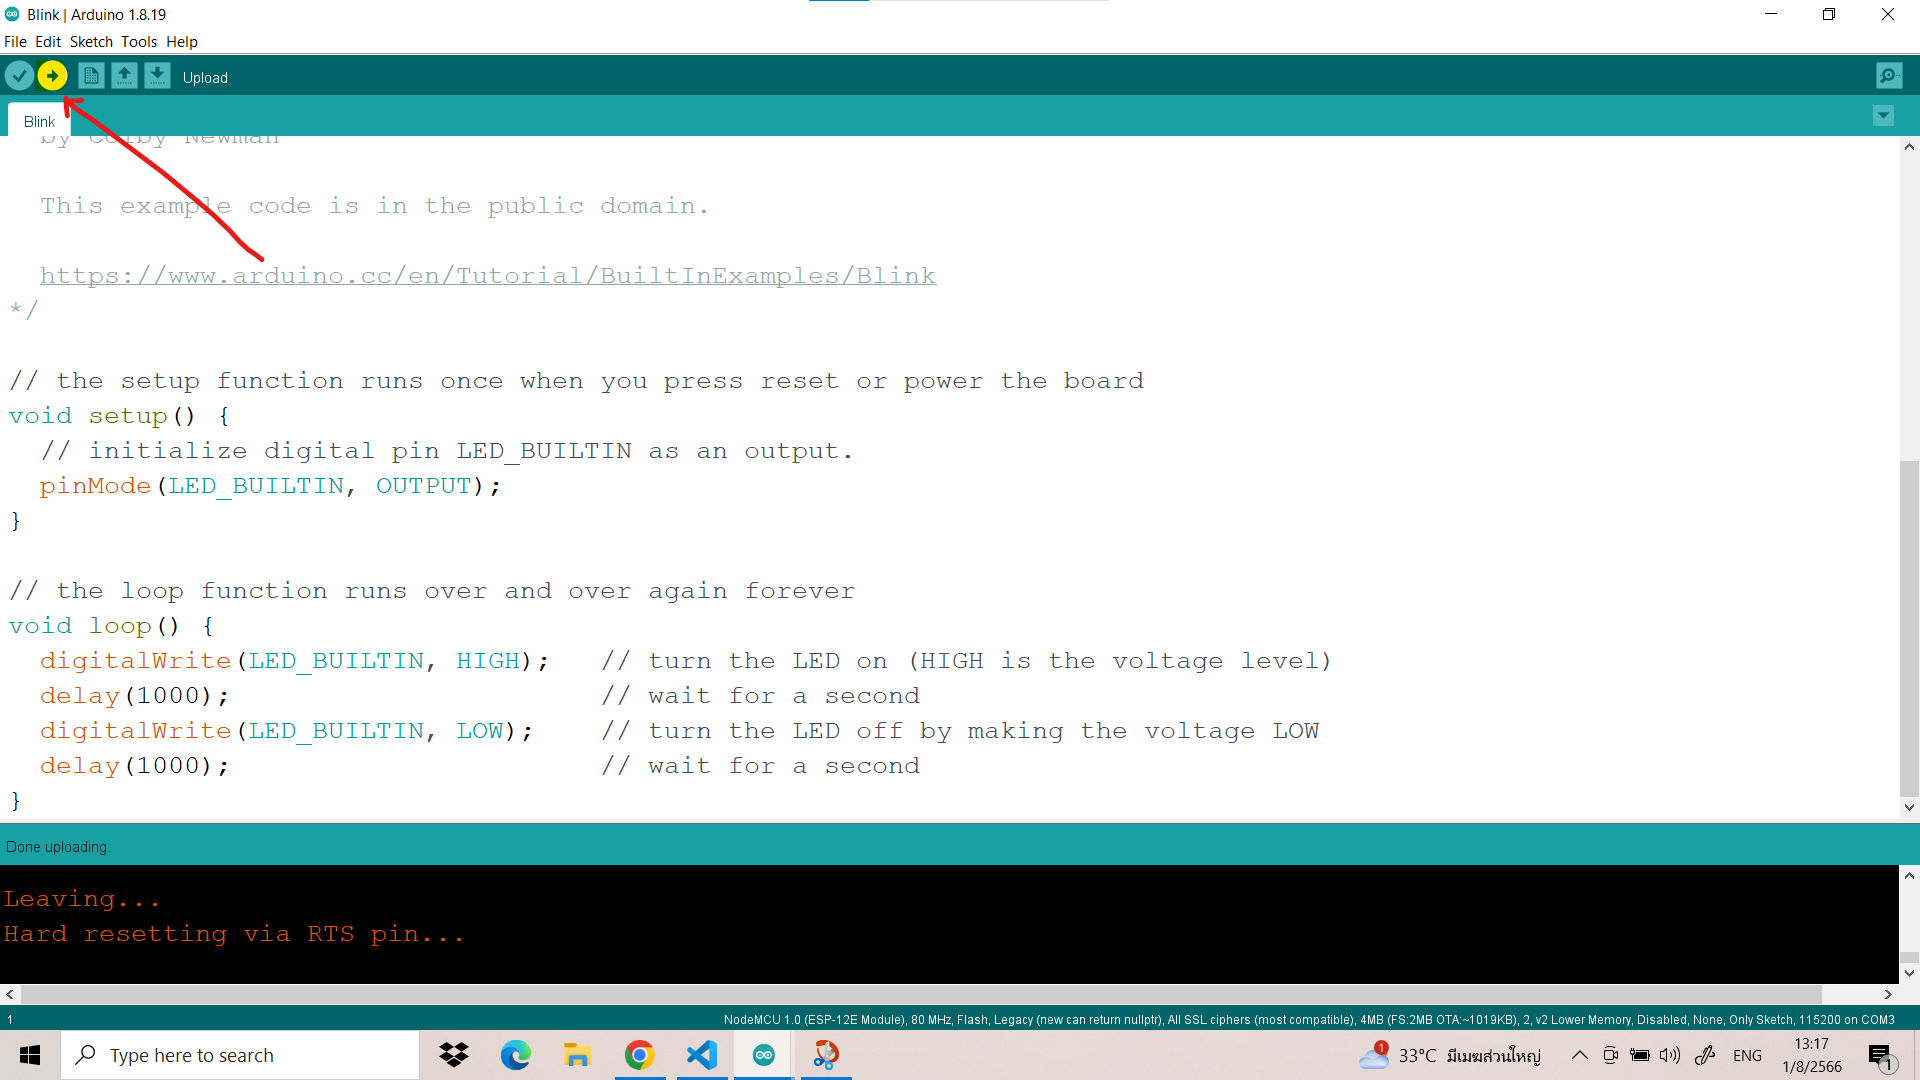 Blink | Arduino 1.8.19
File Edit Sketch Tools Help
Upload
Blink
by Colby Newman
This example code is in the public domain.
https://www.arduino.cc/en/Tutorial/BuiltInExamples/Blink
*/
// the setup function runs once when you press reset or power the board
void setup() {
  // initialize digital pin LED_BUILTIN as an output.
  pinMode(LED_BUILTIN, OUTPUT);
}
// the loop function runs over and over again forever
void loop() {
  digitalWrite(LED_BUILTIN, HIGH);   // turn the LED on (HIGH is the voltage level)
  delay(1000);                       // wait for a second
  digitalWrite(LED_BUILTIN, LOW);    // turn the LED off by making the voltage LOW
  delay(1000);                       // wait for a second
}
Done uploading.
Leaving...
Hard resetting via RTS pin...
1 NodeMCU 1.0 (ESP-12E Module), 80 MHz, Flash, Legacy (new can return nullptr), All SSL ciphers (most compatible), 4MB (FS:2MB OTA:~1019KB), 2, v2 Lower Memory, Disabled, None, Only Sketch, 115200 on COM3
Type here to search
1 33°C มีเมฆส่วนใหญ่ ENG
13:17
1/8/2566
1